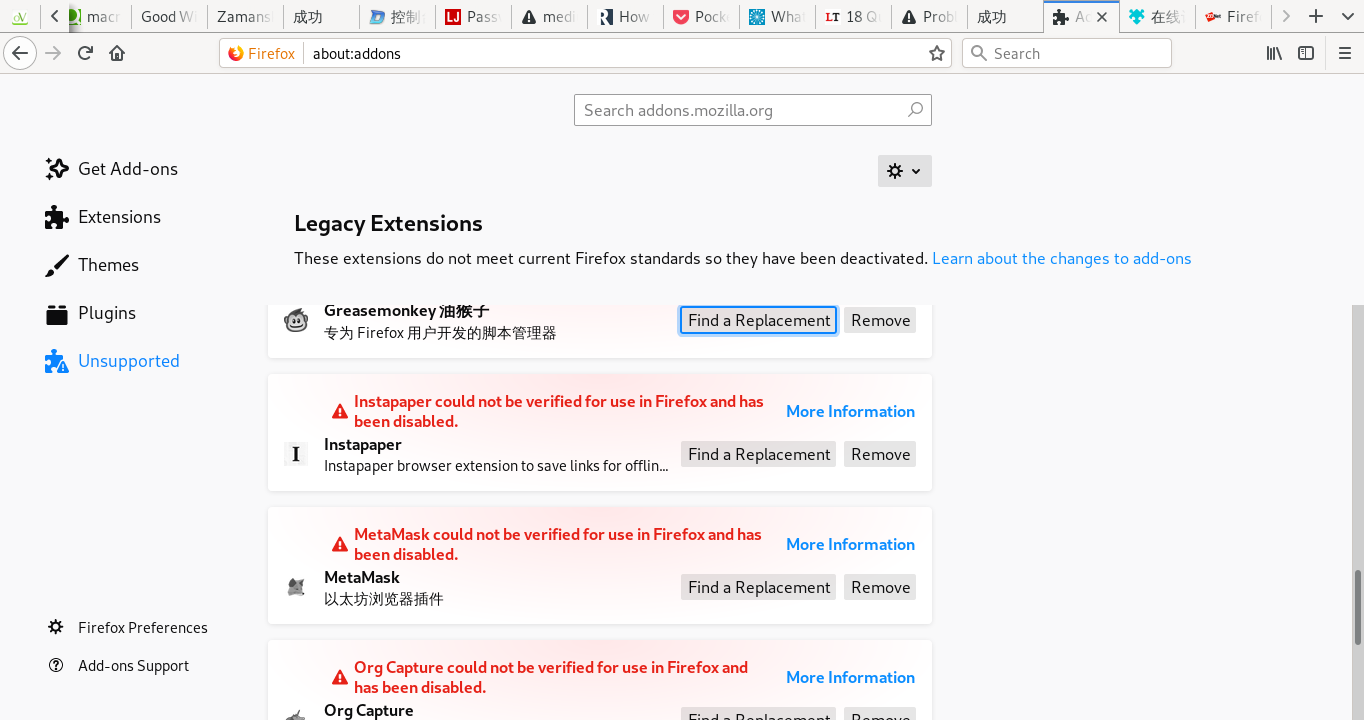 macr
Good Wi
Zamans
成功
控制
Pass
medi
How
Pock
What
18 Q
Prob
成功
Ad
在线
Firef
Firefox
about:addons
Search
Search addons.mozilla.org
Get Add-ons
Extensions
Themes
Plugins
Unsupported
Firefox Preferences
Add-ons Support
Legacy Extensions
These extensions do not meet current Firefox standards so they have been deactivated. Learn about the changes to add-ons
Greasemonkey 油猴子
专为 Firefox 用户开发的脚本管理器
Find a Replacement
Remove
Instapaper could not be verified for use in Firefox and has
been disabled.
More Information
Instapaper
Instapaper browser extension to save links for offlin...
Find a Replacement
Remove
MetaMask could not be verified for use in Firefox and has
been disabled.
More Information
MetaMask
以太坊浏览器插件
Find a Replacement
Remove
Org Capture could not be verified for use in Firefox and
has been disabled.
More Information
Org Capture
Find a Replacement
Remove